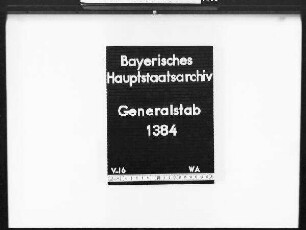 Bayerisches
Hauptstaatsarchiv
Generalstab
1384
V.16 WA